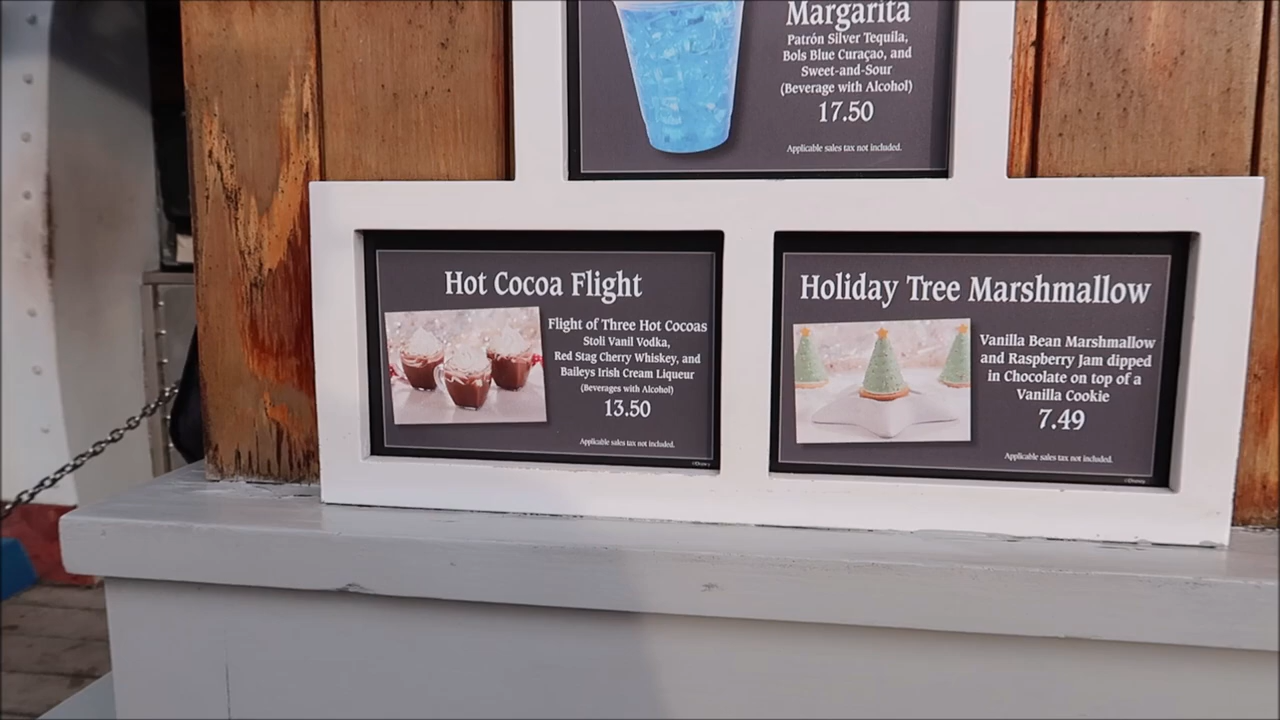 Margarita
Patrón Silver Tequila,
Bols Blue Curaçao, and
Sweet-and-Sour
(Beverage with Alcohol)
17.50
Applicable sales tax not included.
Hot Cocoa Flight
Flight of Three Hot Cocoas
Stoli Vanil Vodka,
Red Stag Cherry Whiskey, and
Baileys Irish Cream Liqueur
(Beverages with Alcohol)
13.50
Applicable sales tax not included.
©Disney
Holiday Tree Marshmallow
Vanilla Bean Marshmallow
and Raspberry Jam dipped
in Chocolate on top of a
Vanilla Cookie
7.49
Applicable sales tax not included.
©Disney